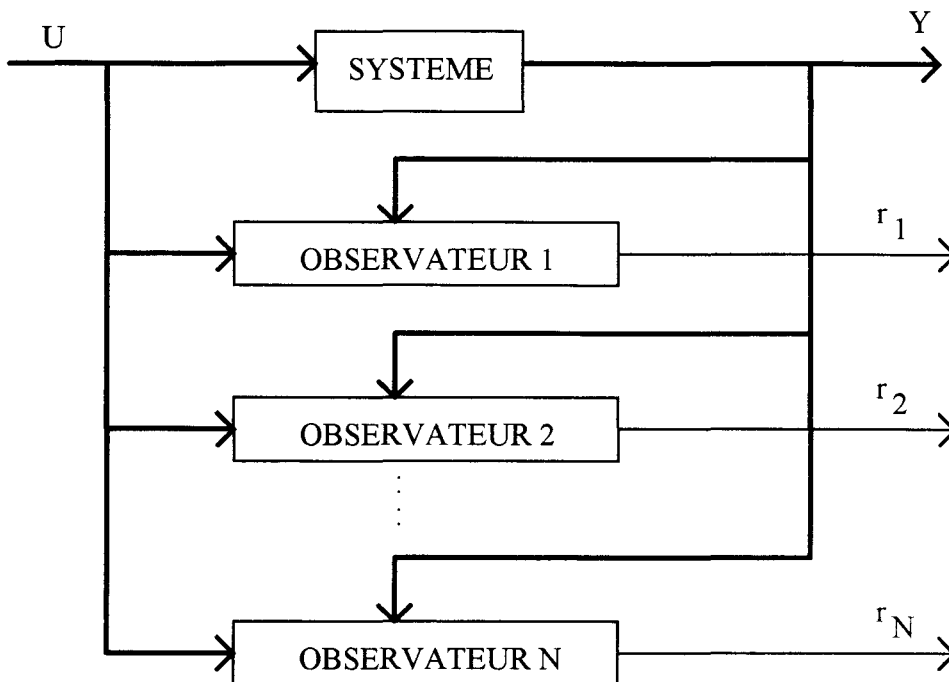 U
Y
SYSTEME
r1
OBSERVATEUR 1
r2
OBSERVATEUR 2
rN
OBSERVATEUR N